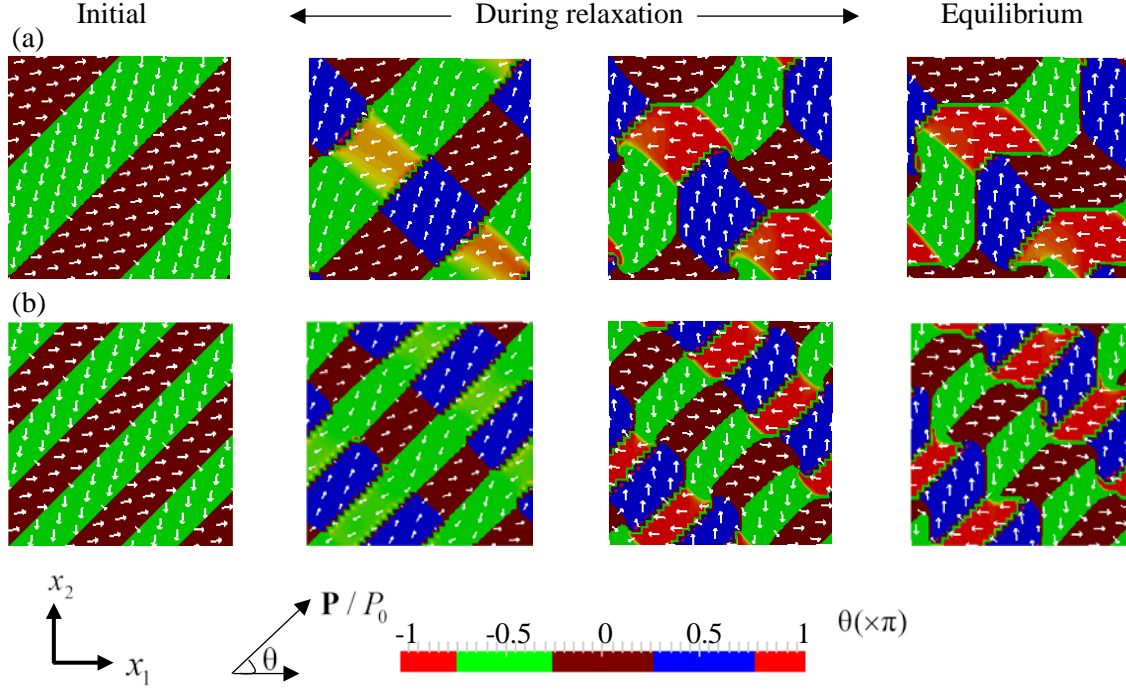 Initial During relaxation Equilibrium
(a)
(b)
x2
x1
P / P0
θ
-1 -0.5 0 0.5 1 θ(×π)